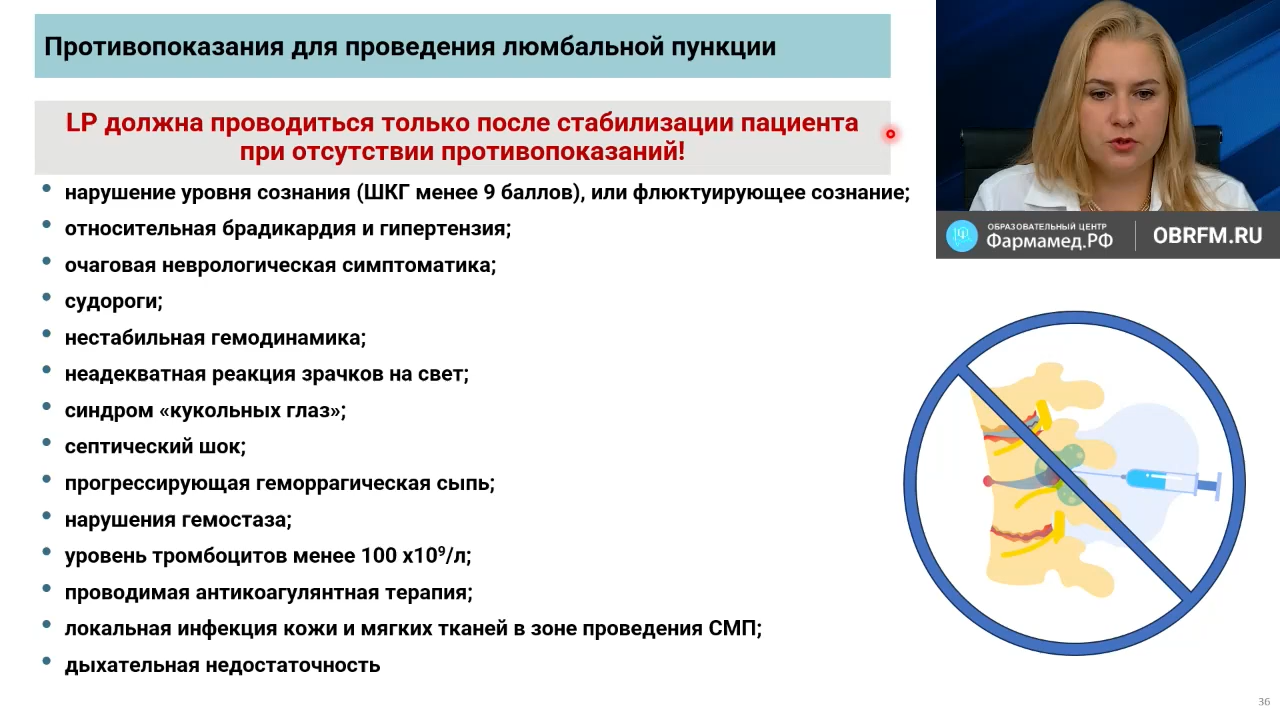 Противопоказания для проведения люмбальной пункции
LP должна проводиться только после стабилизации пациента
при отсутствии противопоказаний!
• нарушение уровня сознания (ШКГ менее 9 баллов), или флюктуирующее сознание;
• относительная брадикардия и гипертензия;
• очаговая неврологическая симптоматика;
• судороги;
• нестабильная гемодинамика;
• неадекватная реакция зрачков на свет;
• синдром «кукольных глаз»;
• септический шок;
• прогрессирующая геморрагическая сыпь;
• нарушения гемостаза;
• уровень тромбоцитов менее 100 х10⁹/л;
• проводимая антикоагулянтная терапия;
• локальная инфекция кожи и мягких тканей в зоне проведения СМП;
• дыхательная недостаточность
ОБРАЗОВАТЕЛЬНЫЙ ЦЕНТР
Фармамед.РФ
OBRFM.RU
36